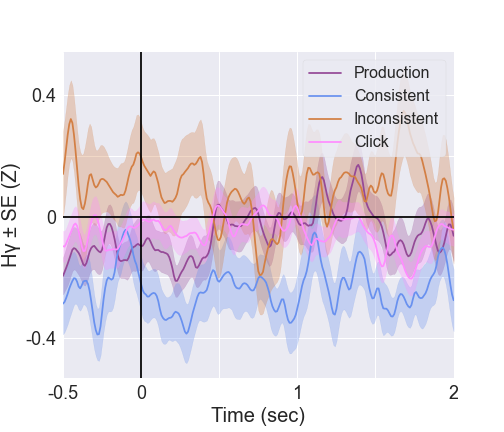 Production
Consistent
Inconsistent
Click
0.4
0
-0.4
Hγ ± SE (Z)
-0.5 0 1 2
Time (sec)